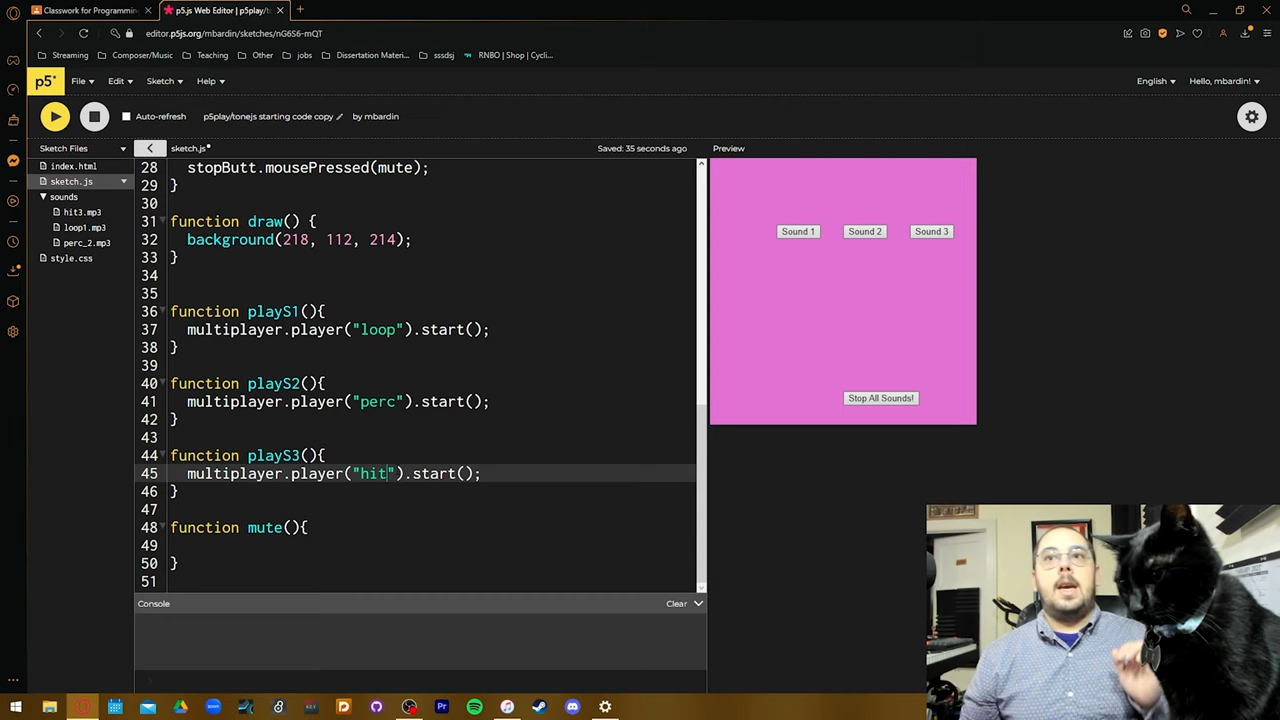 Classwork for Programmin
p5.js Web Editor | p5play/to
editor.p5js.org/mbardin/sketches/nG6S6-mQT
Streaming Composer/Music Teaching Other jobs Dissertation Materi... sssdsj RNBO | Shop | Cycli...
p5* File Edit Sketch Help English Hello, mbardin!
Auto-refresh p5play/tonejs starting code copy by mbardin
Sketch Files sketch.js Saved: 35 seconds ago Preview
index.html
sketch.js
sounds
hit3.mp3
loop1.mp3
perc_2.mp3
style.css
28 stopButt.mousePressed(mute);
29 }
30
31 function draw() {
32 background(218, 112, 214);
33 }
34
35
36 function playS1(){
37 multiplayer.player("loop").start();
38 }
39
40 function playS2(){
41 multiplayer.player("perc").start();
42 }
43
44 function playS3(){
45 multiplayer.player("hit").start();
46 }
47
48 function mute(){
49
50 }
51
Sound 1 Sound 2 Sound 3
Stop All Sounds!
Console Clear